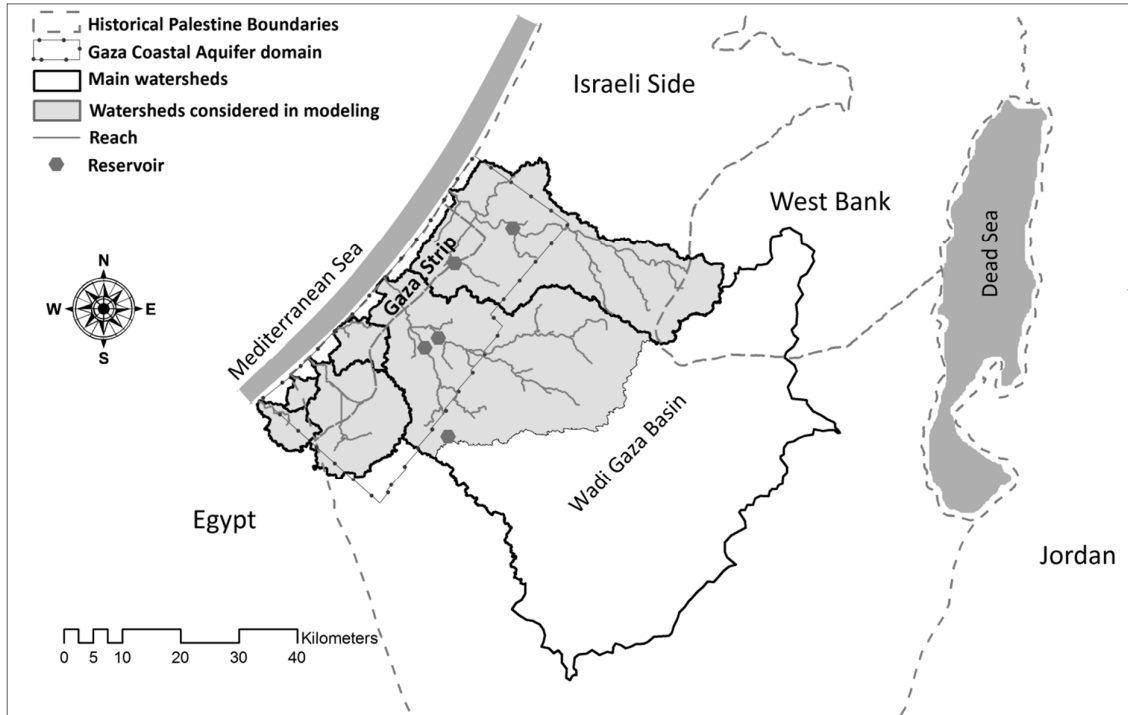 Historical Palestine Boundaries
Gaza Coastal Aquifer domain
Main watersheds
Watersheds considered in modeling
Reach
Reservoir
Israeli Side
West Bank
Dead Sea
Mediterranean Sea
Gaza Strip
N
W E
S
Wadi Gaza Basin
Egypt
Jordan
Kilometers
0 5 10 20 30 40